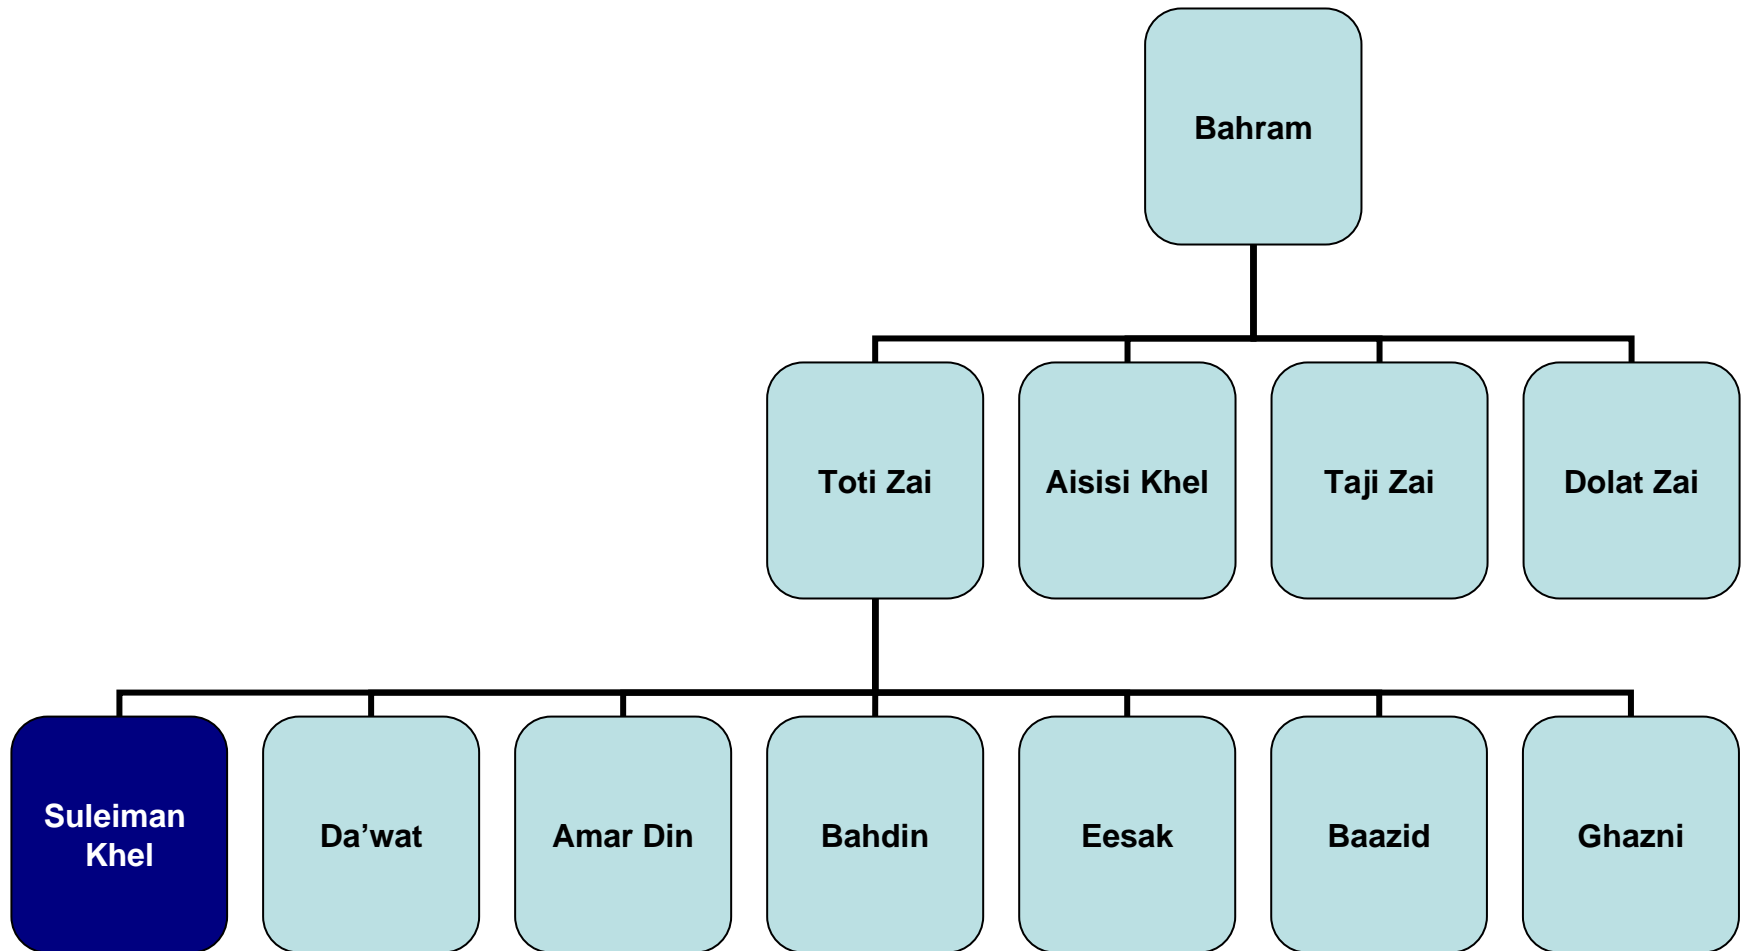 Bahram
Toti Zai
Aisisi Khel
Taji Zai
Dolat Zai
Suleiman
Khel
Da’wat
Amar Din
Bahdin
Eesak
Baazid
Ghazni